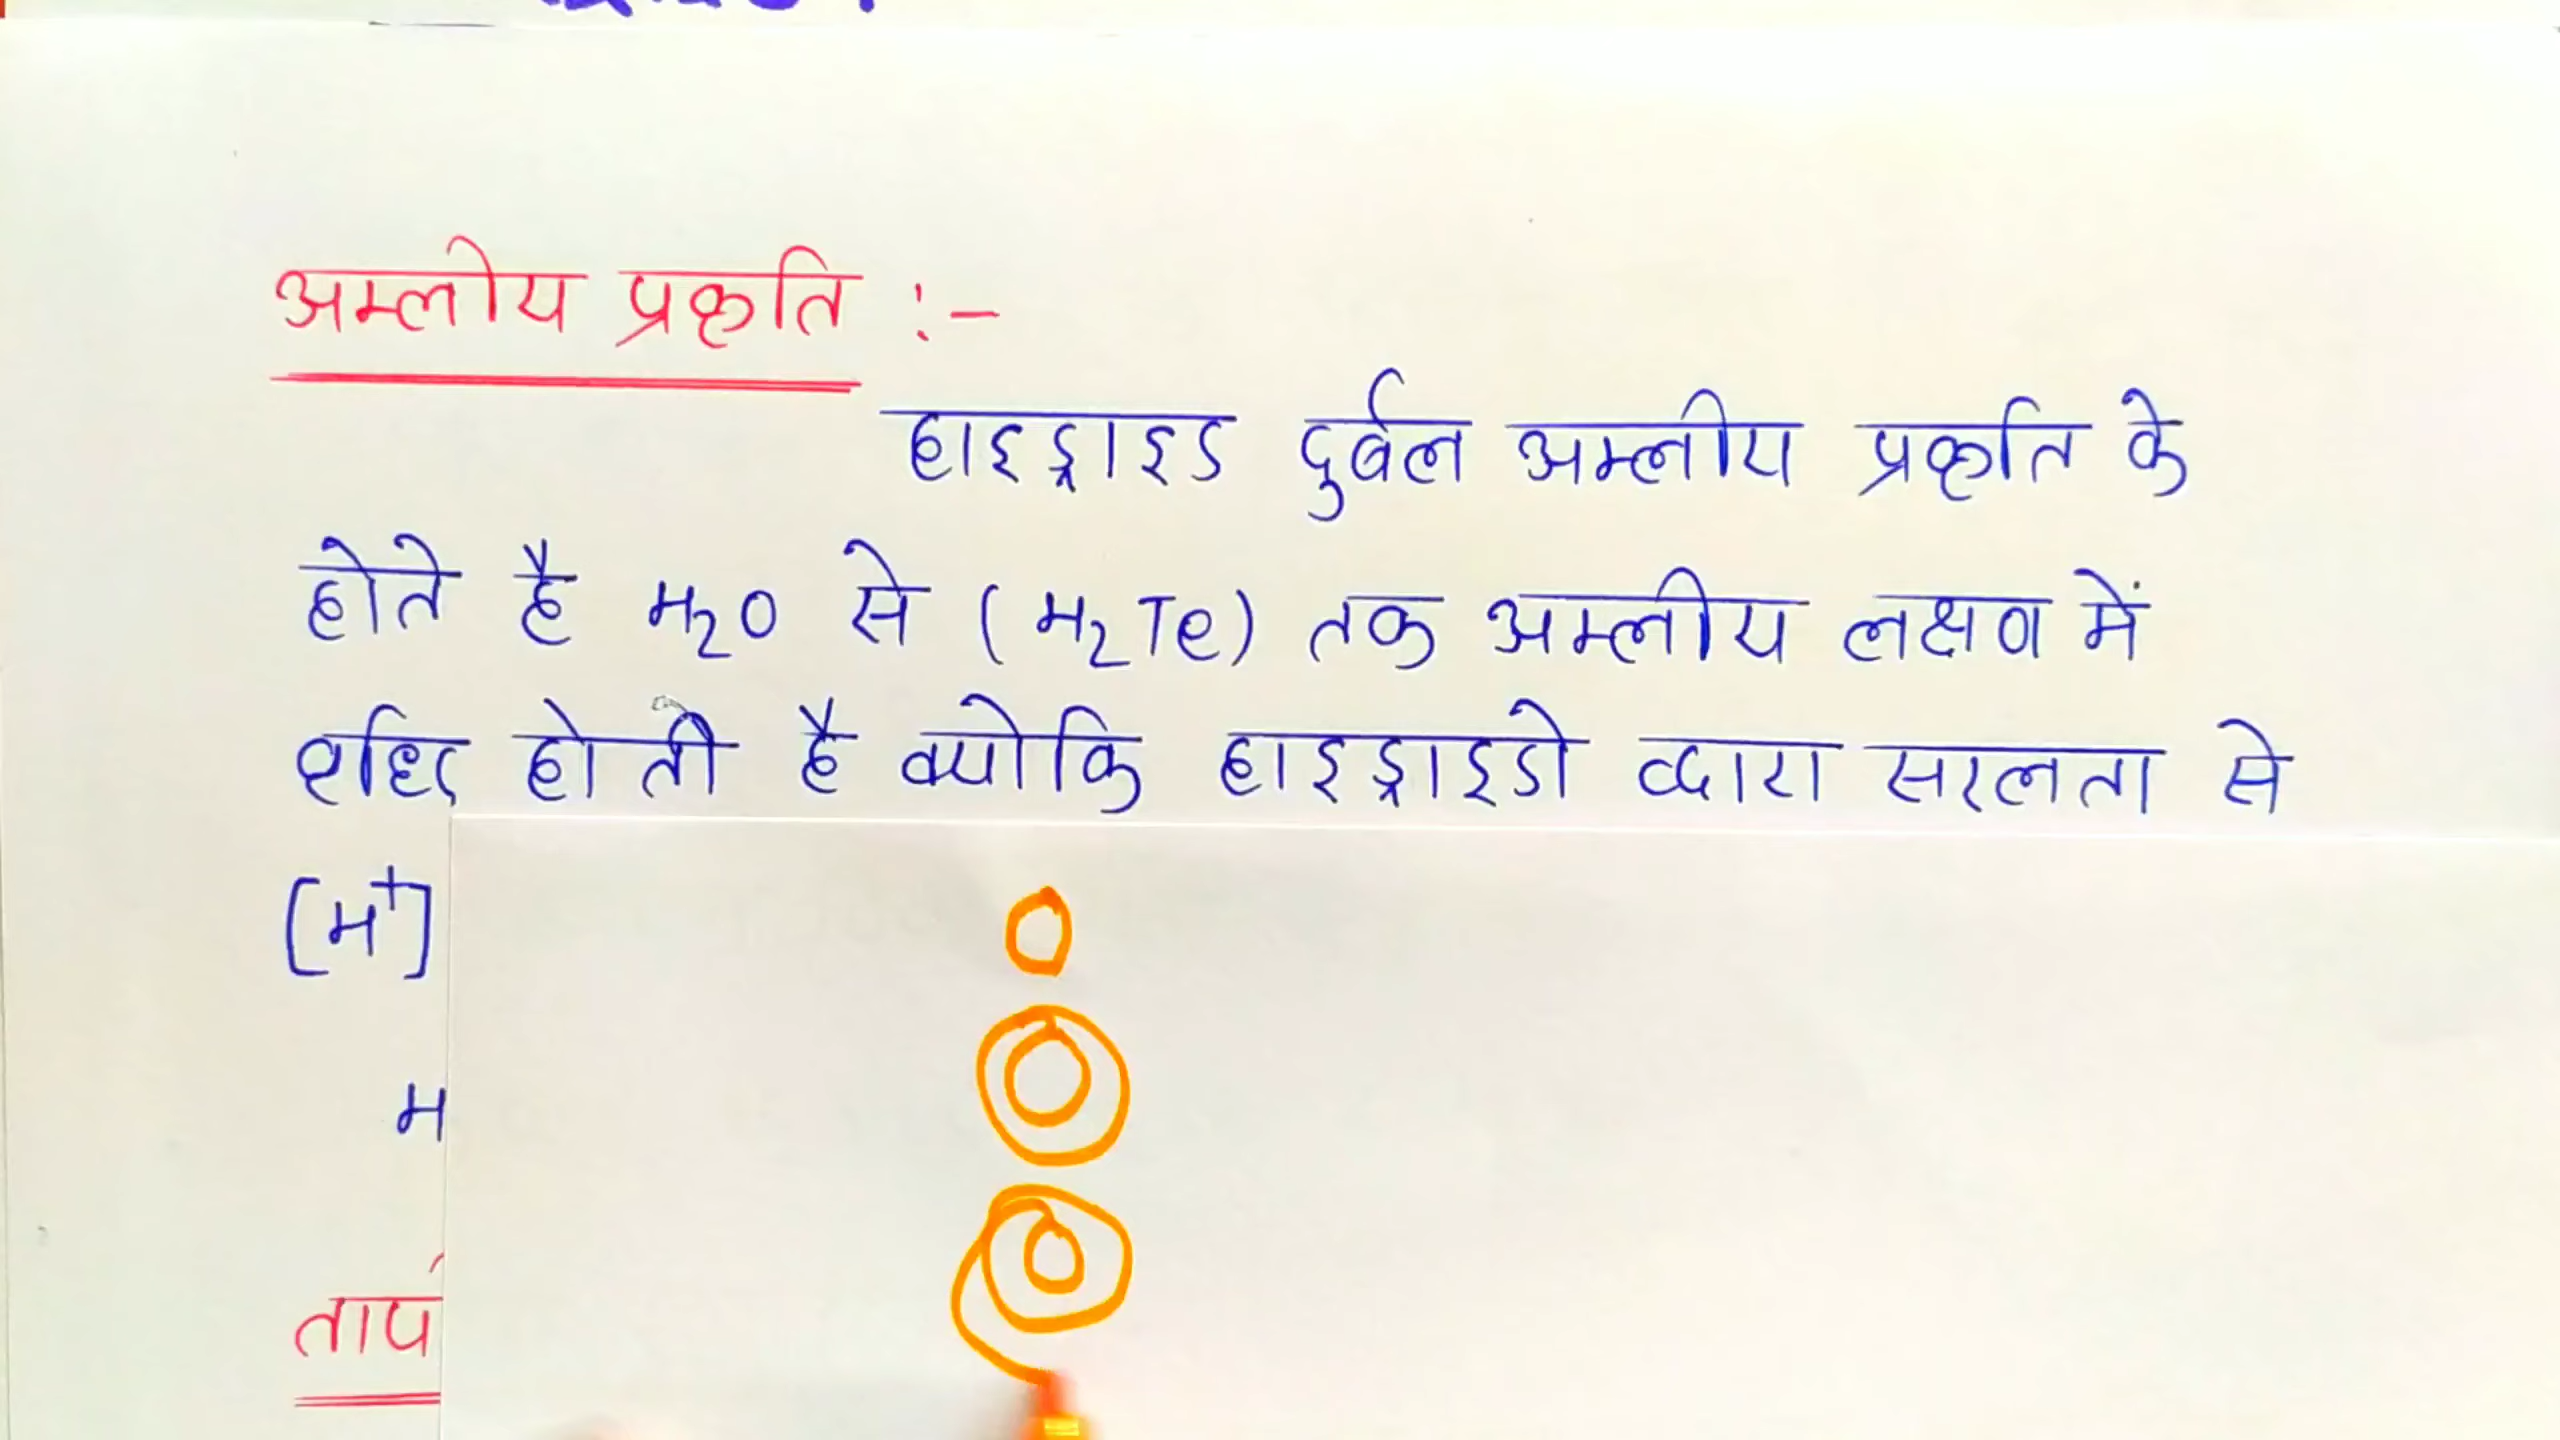 अम्लीय प्रकृति :-
हाइड्राइड दुर्बल अम्लीय प्रकृति के
होते है H₂O से (H₂Te) तक अम्लीय लक्षण में
वृध्दि होती है क्योकि हाइड्राइडो व्दारा सरलता से
[H⁺]
H
ताप